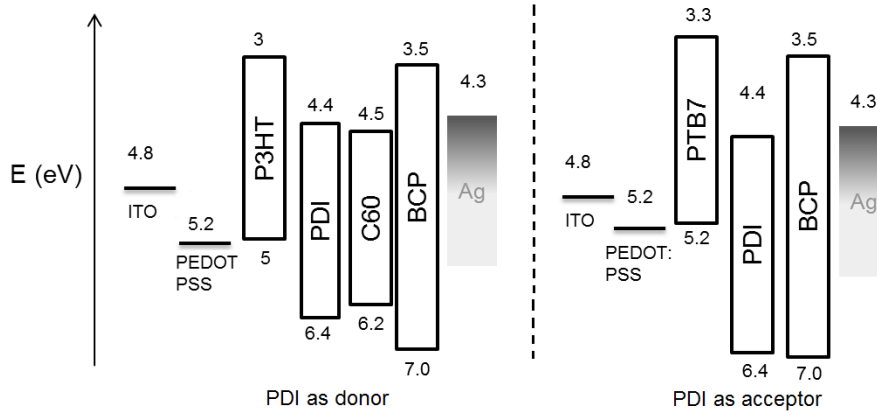 E (eV)
4.8
ITO
5.2
PEDOT
PSS
3
P3HT
5
4.4
PDI
6.4
4.5
C60
6.2
3.5
BCP
7.0
4.3
Ag
PDI as donor
4.8
ITO
5.2
PEDOT:
PSS
3.3
PTB7
5.2
4.4
PDI
6.4
3.5
BCP
7.0
4.3
Ag
PDI as acceptor